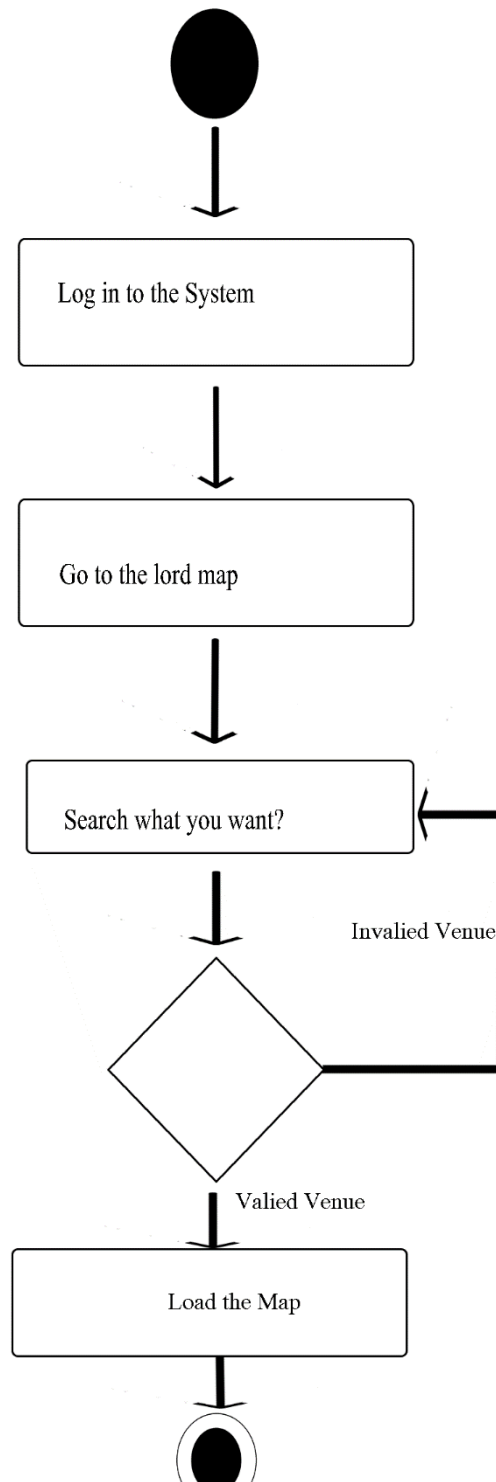 Log in to the System
Go to the lord map
Search what you want?
Invalied Venue
Valied Venue
Load the Map